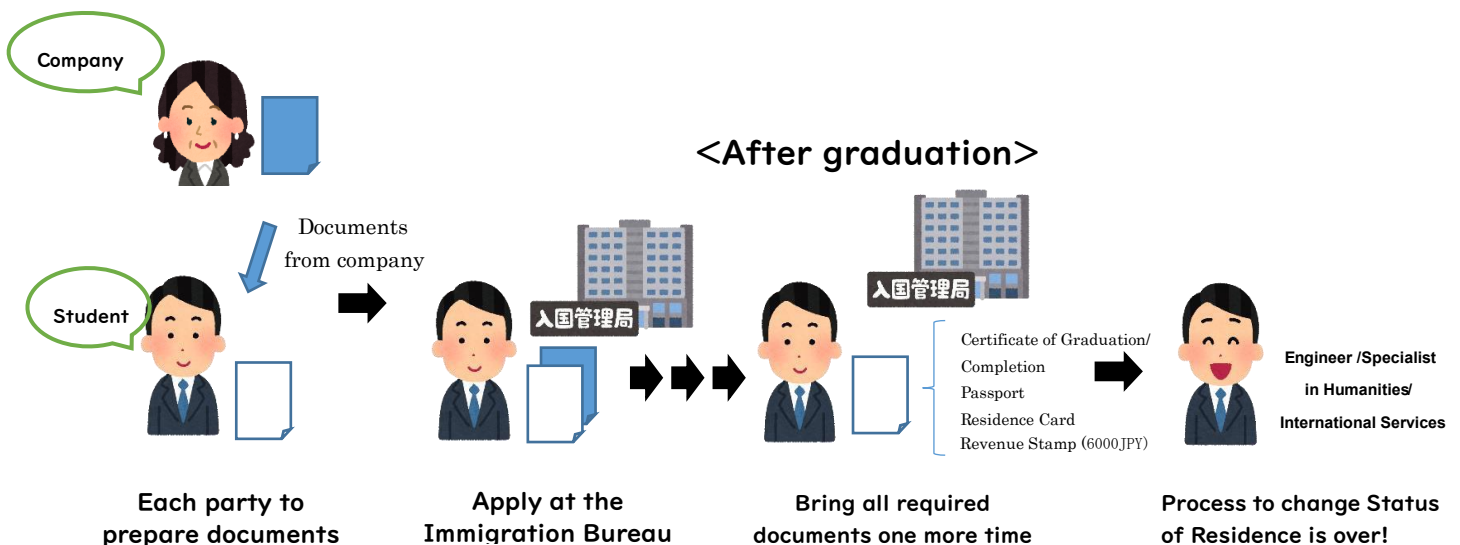 Company
<After graduation>
Documents
from company
Student
入国管理局
入国管理局
Certificate of Graduation/
Completion
Passport
Residence Card
Revenue Stamp (6000JPY)
Engineer /Specialist
in Humanities/
International Services
Each party to
prepare documents
Apply at the
Immigration Bureau
Bring all required
documents one more time
Process to change Status
of Residence is over!